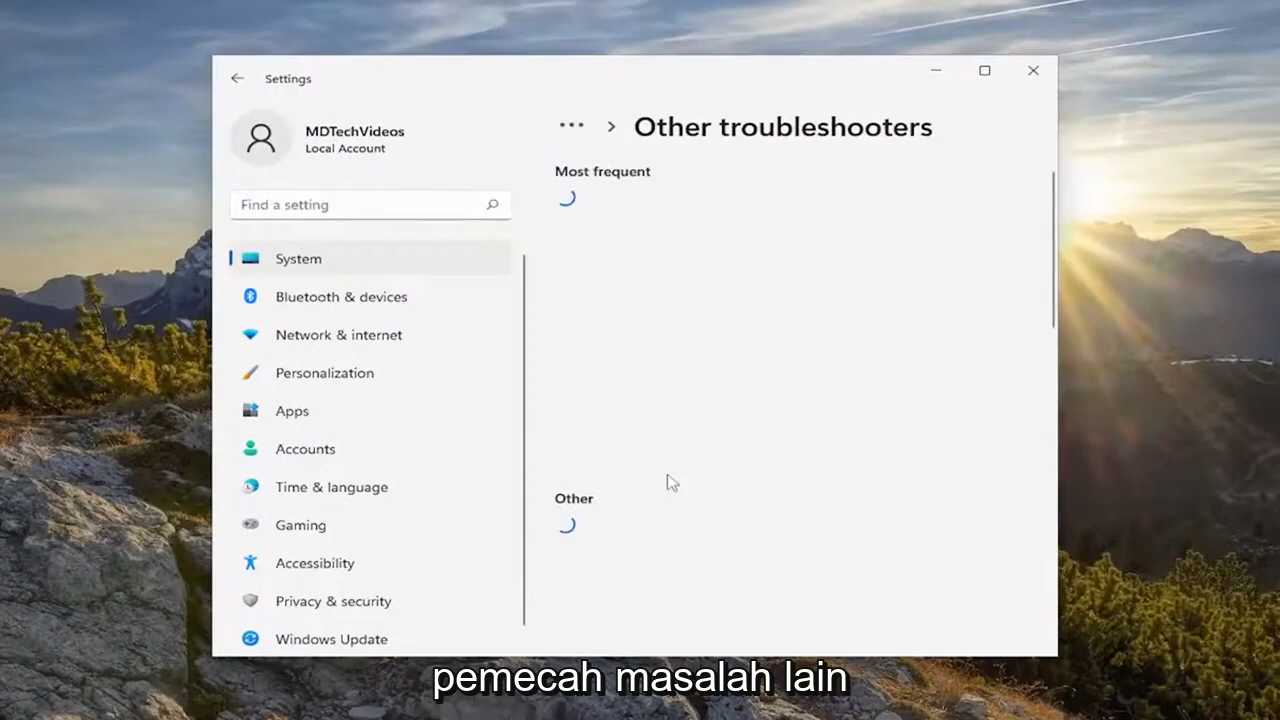 Settings
MDTechVideos
Local Account
Find a setting
System
Bluetooth & devices
Network & internet
Personalization
Apps
Accounts
Time & language
Gaming
Accessibility
Privacy & security
Windows Update
... > Other troubleshooters
Most frequent
Other
pemecah masalah lain